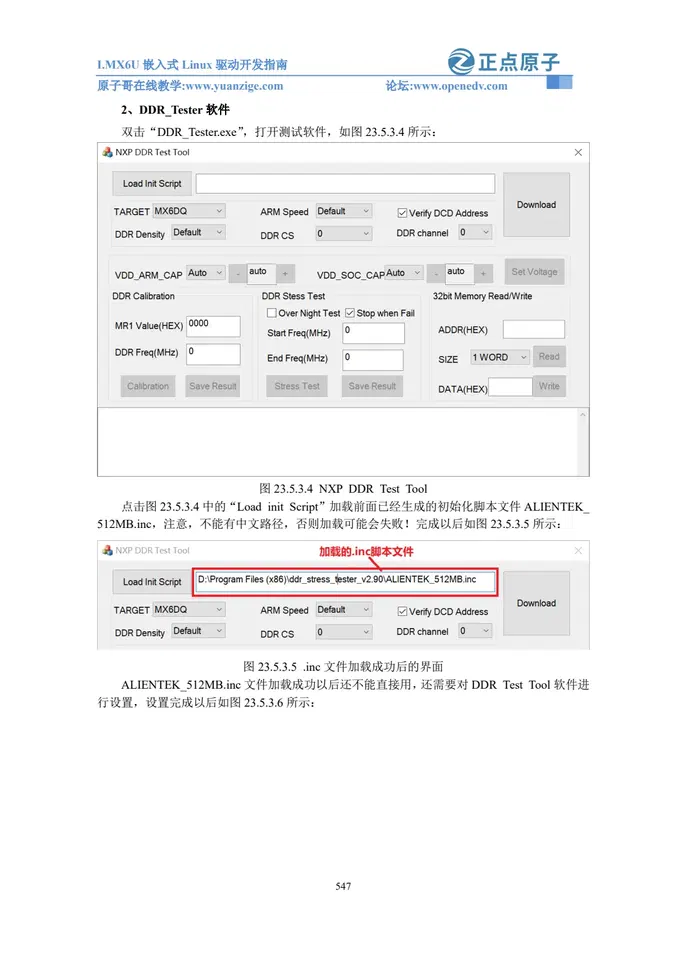 I.MX6U 嵌入式 Linux 驱动开发指南
正点原子
原子哥在线教学:www.yuanzige.com 论坛:www.openedv.com
2、DDR_Tester 软件
双击“DDR_Tester.exe”，打开测试软件，如图 23.5.3.4 所示：
NXP DDR Test Tool
Load Init Script
Download
TARGET MX6DQ ARM Speed Default Verify DCD Address
DDR Density Default DDR CS 0 DDR channel 0
VDD_ARM_CAP Auto - auto + VDD_SOC_CAP Auto - auto + Set Voltage
DDR Calibration DDR Stess Test 32bit Memory Read/Write
Over Night Test Stop when Fail
MR1 Value(HEX) 0000 Start Freq(MHz) 0 ADDR(HEX)
DDR Freq(MHz) 0 End Freq(MHz) 0 SIZE 1 WORD Read
Calibration Save Result Stress Test Save Result DATA(HEX) Write
图 23.5.3.4 NXP DDR Test Tool
点击图 23.5.3.4 中的“Load init Script”加载前面已经生成的初始化脚本文件 ALIENTEK_
512MB.inc，注意，不能有中文路径，否则加载可能会失败！完成以后如图 23.5.3.5 所示：
NXP DDR Test Tool 加载的.inc脚本文件
Load Init Script D:\Program Files (x86)\ddr_stress_tester_v2.90\ALIENTEK_512MB.inc
Download
TARGET MX6DQ ARM Speed Default Verify DCD Address
DDR Density Default DDR CS 0 DDR channel 0
图 23.5.3.5 .inc 文件加载成功后的界面
ALIENTEK_512MB.inc 文件加载成功以后还不能直接用，还需要对 DDR Test Tool 软件进
行设置，设置完成以后如图 23.5.3.6 所示：
547